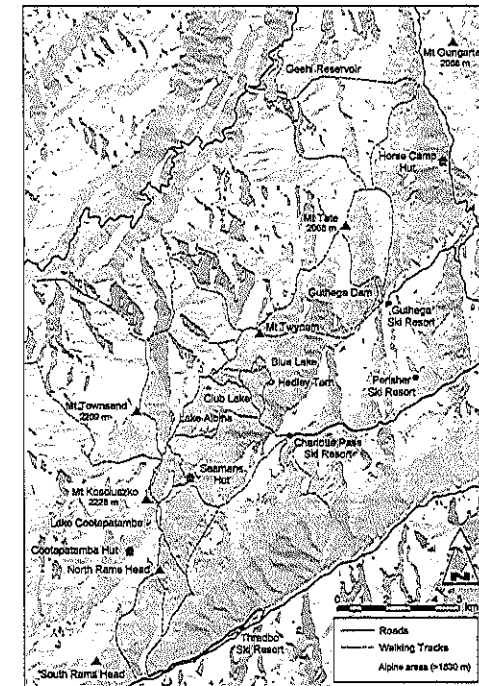 Mt Gungartan
2068 m
Geehi Reservoir
Horse Camp
Hut
Mt Tate
2068 m
Guthega Dam
Guthega
Ski Resort
Mt Twynam
Blue Lake
Hedley Tarn
Perisher
Ski Resort
Club Lake
Mt Townsend
2209 m
Lake Albina
Charlotte Pass
Ski Resort
Seamans
Hut
Mt Kosciuszko
2228 m
Lake Cootapatamba
Cootapatamba Hut
North Rams Head
N
km
Thredbo
Ski Resort
Roads
Walking Tracks
Alpine areas (>1830 m)
South Rams Head